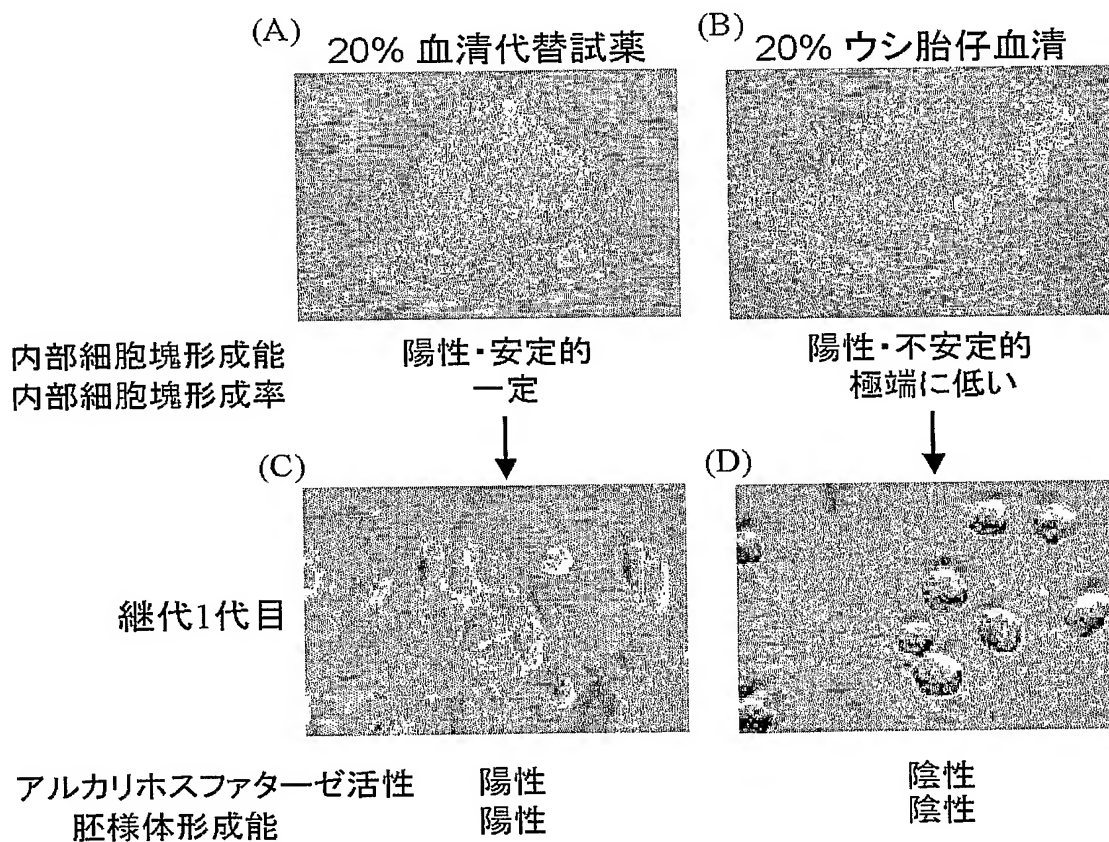 (A)
20% 血清代替試薬
(B)
20% ウシ胎仔血清
内部細胞塊形成能
陽性・安定的
陽性・不安定的
内部細胞塊形成率
一定
極端に低い
(C)
(D)
継代1代目
アルカリホスファターゼ活性
陽性
陰性
胚様体形成能
陽性
陰性